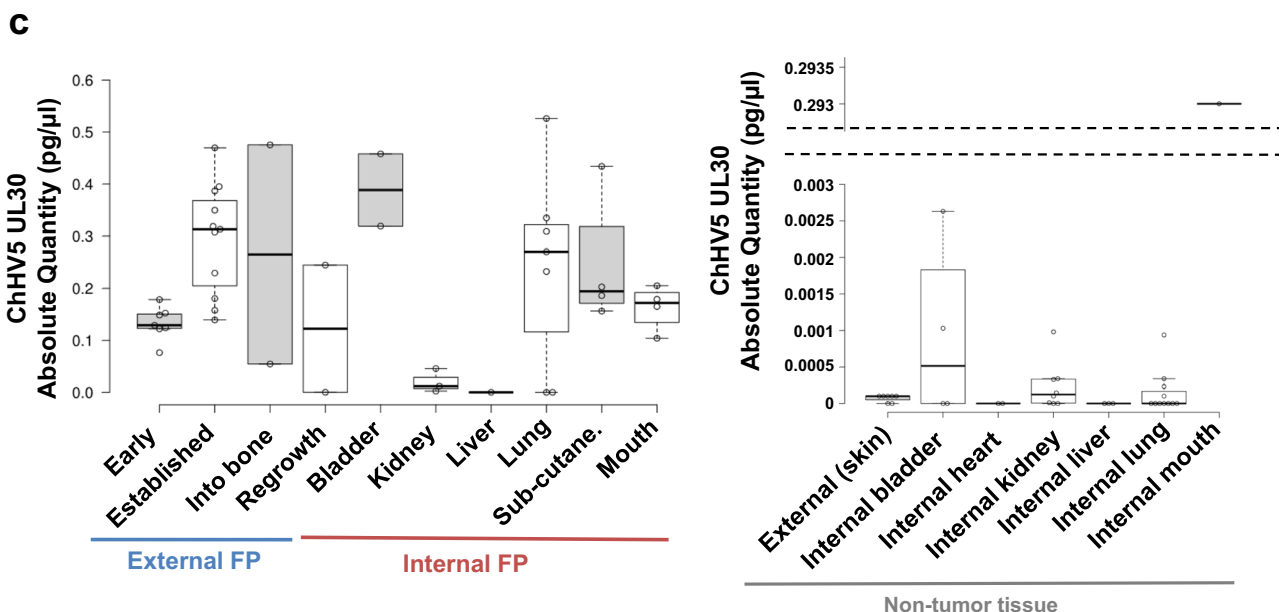 c
ChHV5 UL30
Absolute Quantity (pg/µl)
0.6
0.5
0.4
0.3
0.2
0.1
0.0
Early
Established
Into bone
Regrowth
Bladder
Kidney
Liver
Lung
Sub-cutane.
Mouth
External FP
Internal FP
ChHV5 UL30
Absolute Quantity (pg/µl)
0.2935
0.293
0.003
0.0025
0.002
0.0015
0.001
0.0005
0
External (skin)
Internal bladder
Internal heart
Internal kidney
Internal liver
Internal lung
Internal mouth
Non-tumor tissue